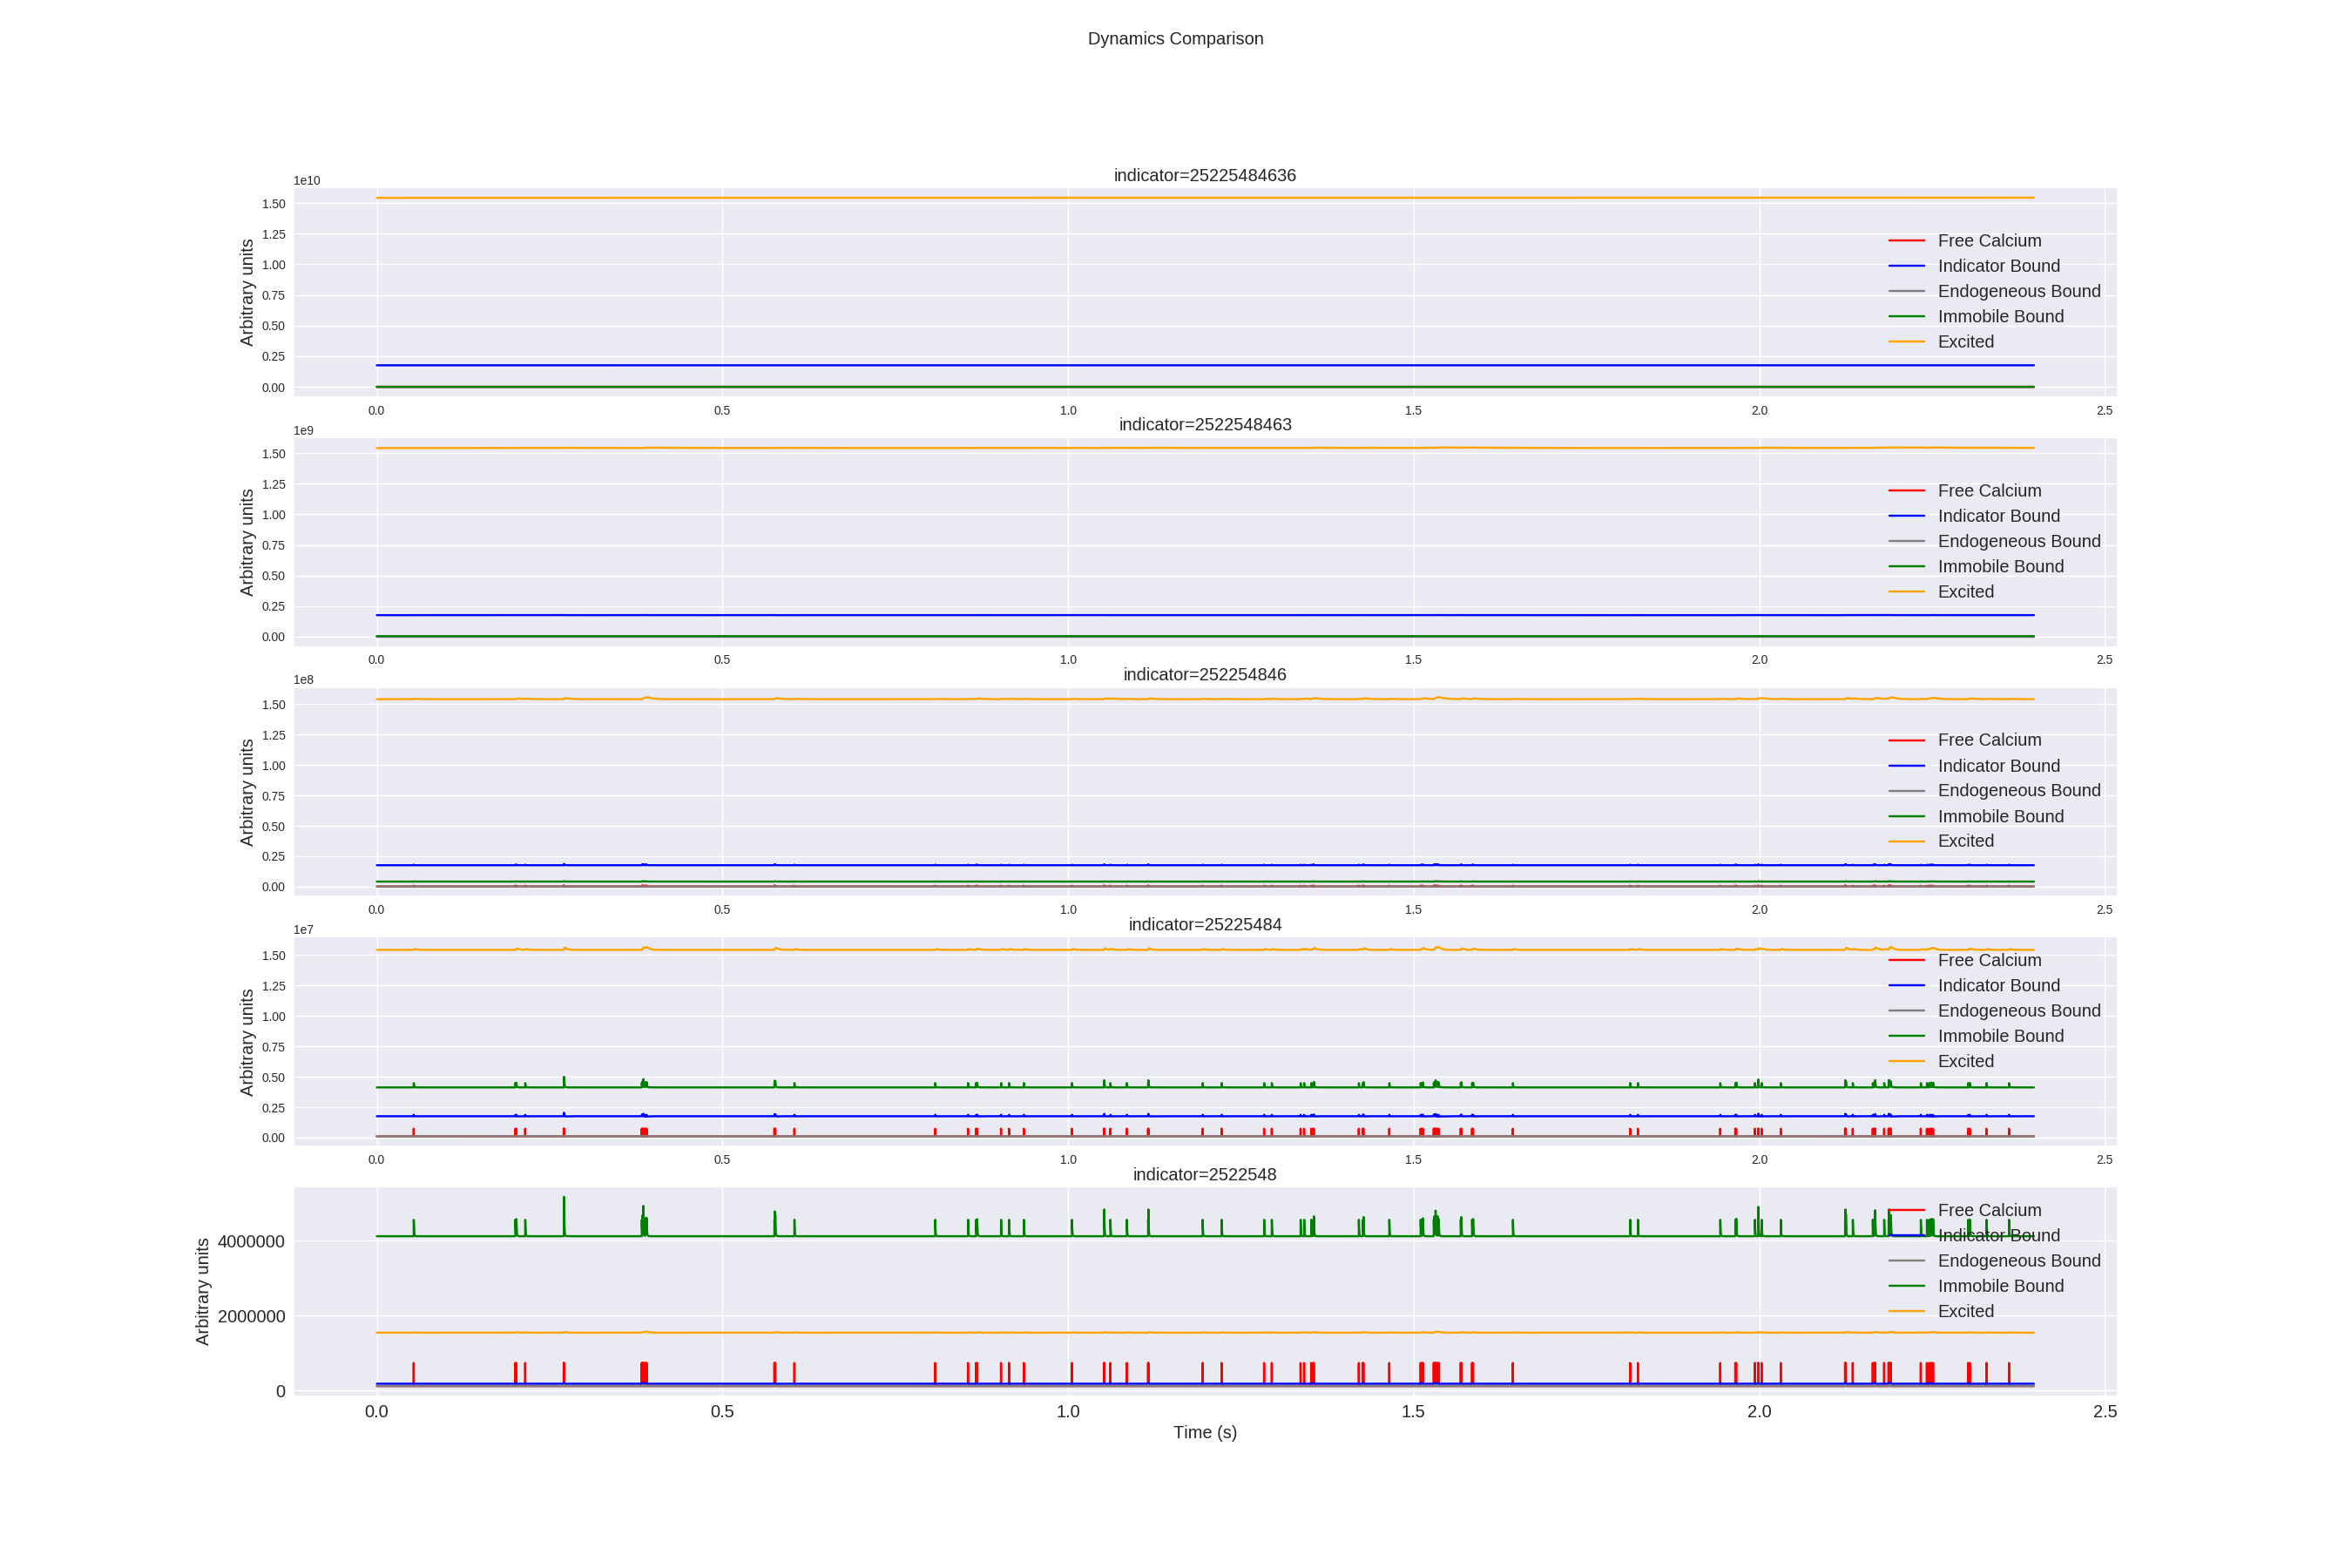 Dynamics Comparison
indicator=25225484636
1e10
Arbitrary units
1.50
1.25
1.00
0.75
0.50
0.25
0.00
Free Calcium
Indicator Bound
Endogeneous Bound
Immobile Bound
Excited
0.0 0.5 1.0 1.5 2.0 2.5
indicator=2522548463
1e9
Arbitrary units
1.50
1.25
1.00
0.75
0.50
0.25
0.00
Free Calcium
Indicator Bound
Endogeneous Bound
Immobile Bound
Excited
0.0 0.5 1.0 1.5 2.0 2.5
indicator=252254846
1e8
Arbitrary units
1.50
1.25
1.00
0.75
0.50
0.25
0.00
Free Calcium
Indicator Bound
Endogeneous Bound
Immobile Bound
Excited
0.0 0.5 1.0 1.5 2.0 2.5
indicator=25225484
1e7
Arbitrary units
1.50
1.25
1.00
0.75
0.50
0.25
0.00
Free Calcium
Indicator Bound
Endogeneous Bound
Immobile Bound
Excited
0.0 0.5 1.0 1.5 2.0 2.5
indicator=2522548
Arbitrary units
4000000
2000000
0
Free Calcium
Indicator Bound
Endogeneous Bound
Immobile Bound
Excited
0.0 0.5 1.0 1.5 2.0 2.5
Time (s)